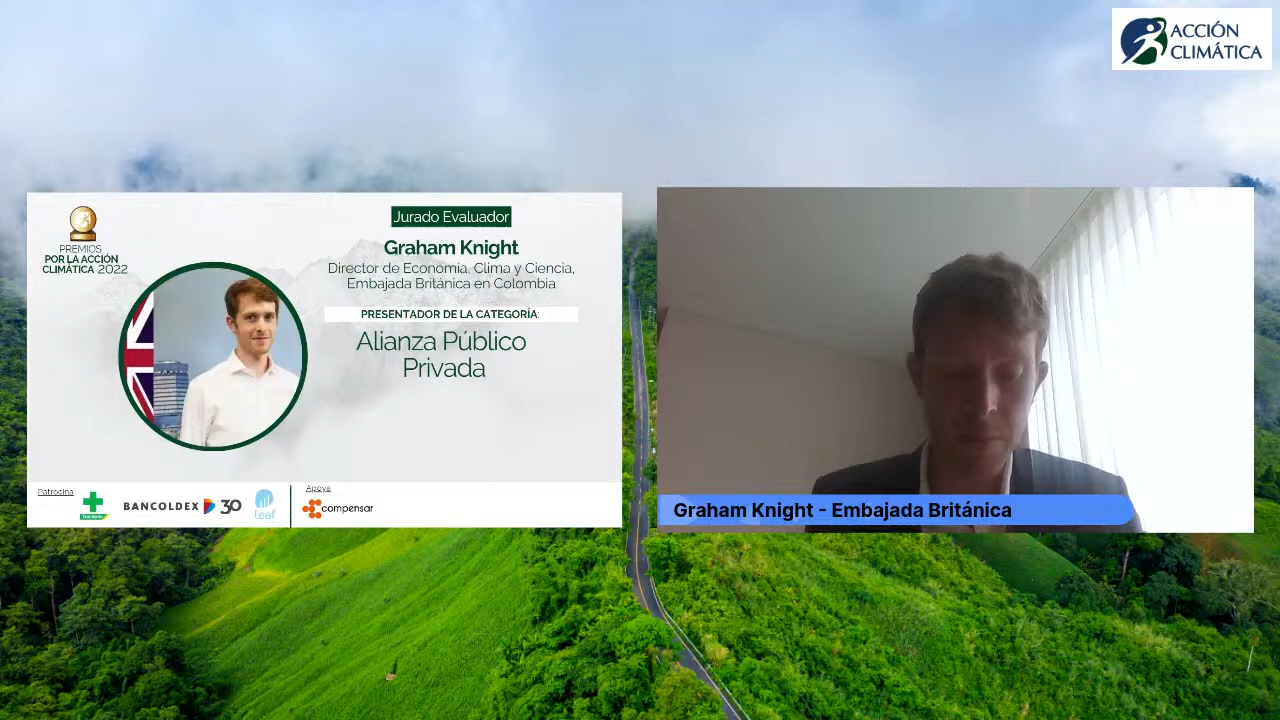 ACCIÓN
CLIMÁTICA
PREMIOS
POR LA ACCIÓN
CLIMÁTICA 2022
Jurado Evaluador
Graham Knight
Director de Economía, Clima y Ciencia,
Embajada Británica en Colombia
PRESENTADOR DE LA CATEGORÍA:
Alianza Público
Privada
Patrocina
BANCOLDEX 30
leaf
Apoya
compensar
Graham Knight - Embajada Británica